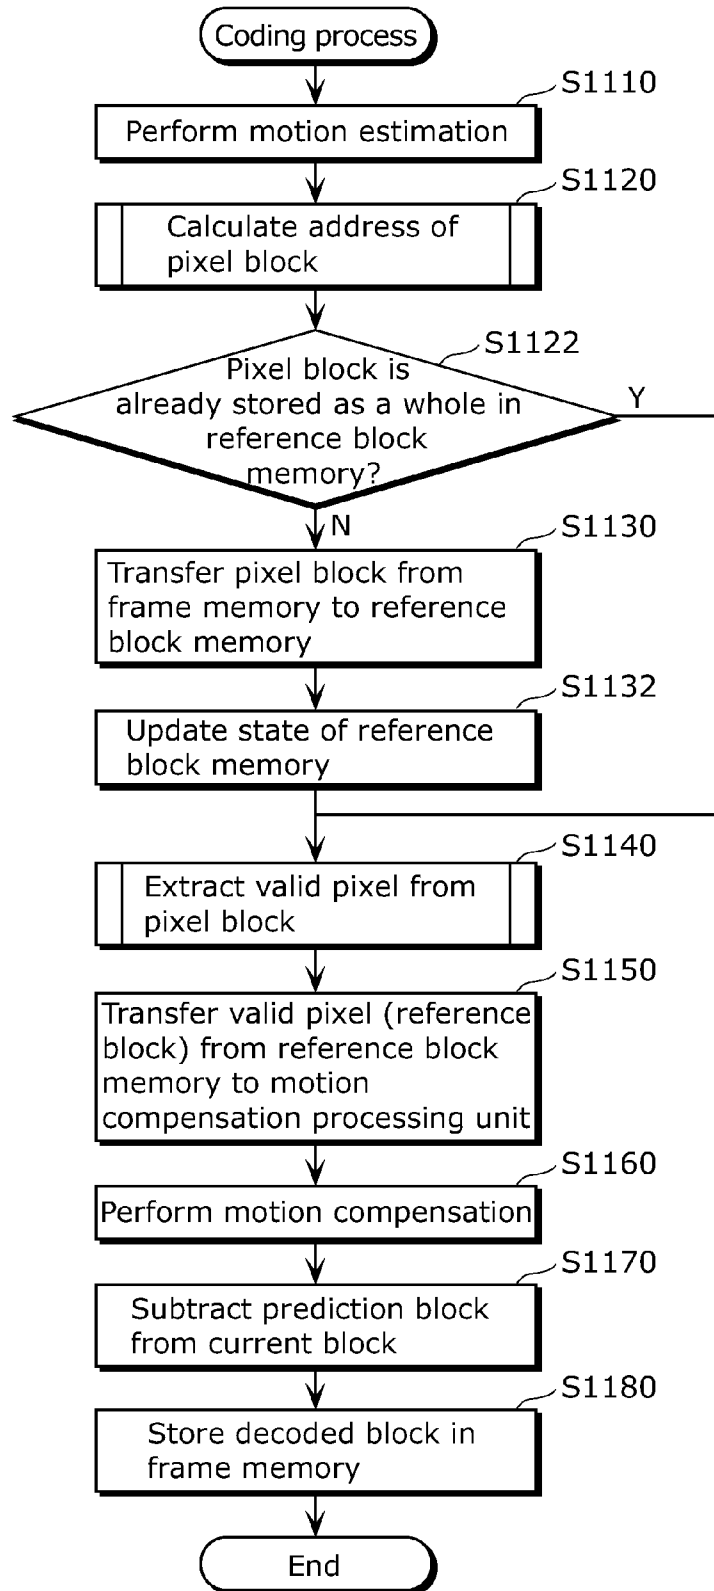 Coding process
S1110
Perform motion estimation
S1120
Calculate address of
pixel block
S1122
Pixel block is
already stored as a whole in
reference block
memory?
Y
N
S1130
Transfer pixel block from
frame memory to reference
block memory
S1132
Update state of reference
block memory
S1140
Extract valid pixel from
pixel block
S1150
Transfer valid pixel (reference
block) from reference block
memory to motion
compensation processing unit
S1160
Perform motion compensation
S1170
Subtract prediction block
from current block
S1180
Store decoded block in
frame memory
End